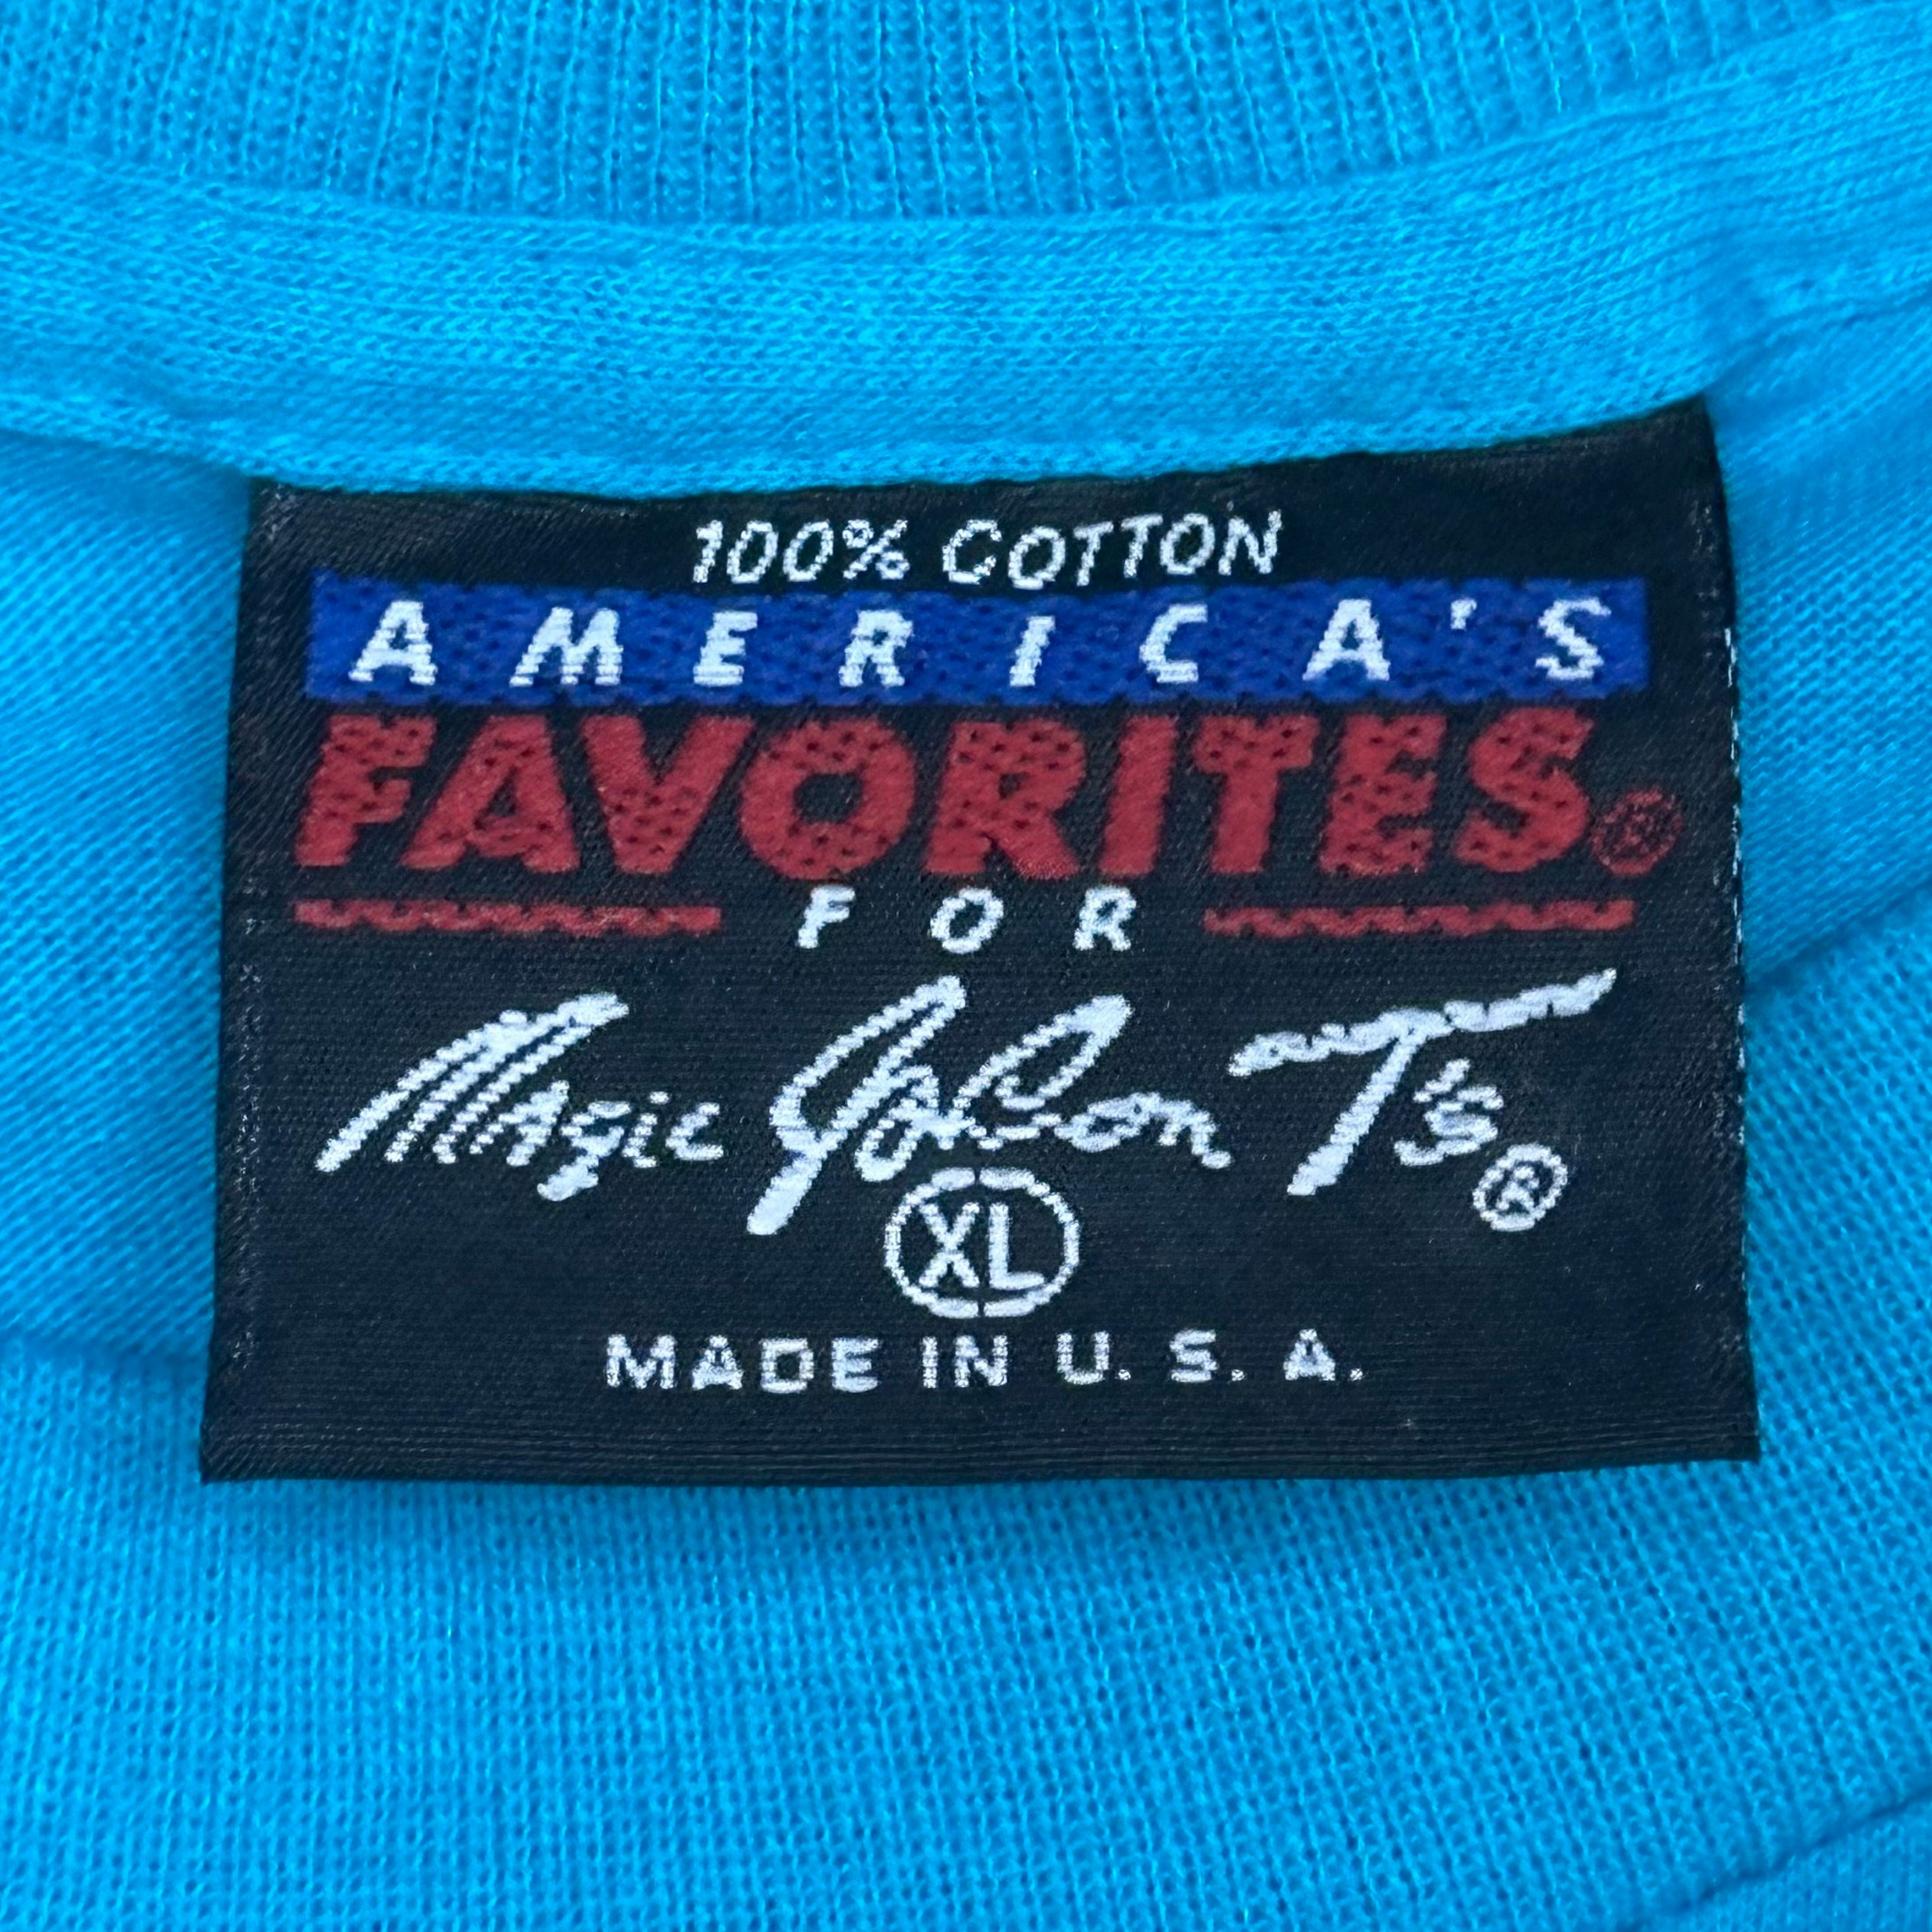 100% COTTON
AMERICA'S
FAVORITES®
FOR
Magic Johnson T's®
XL
MADE IN U.S.A.